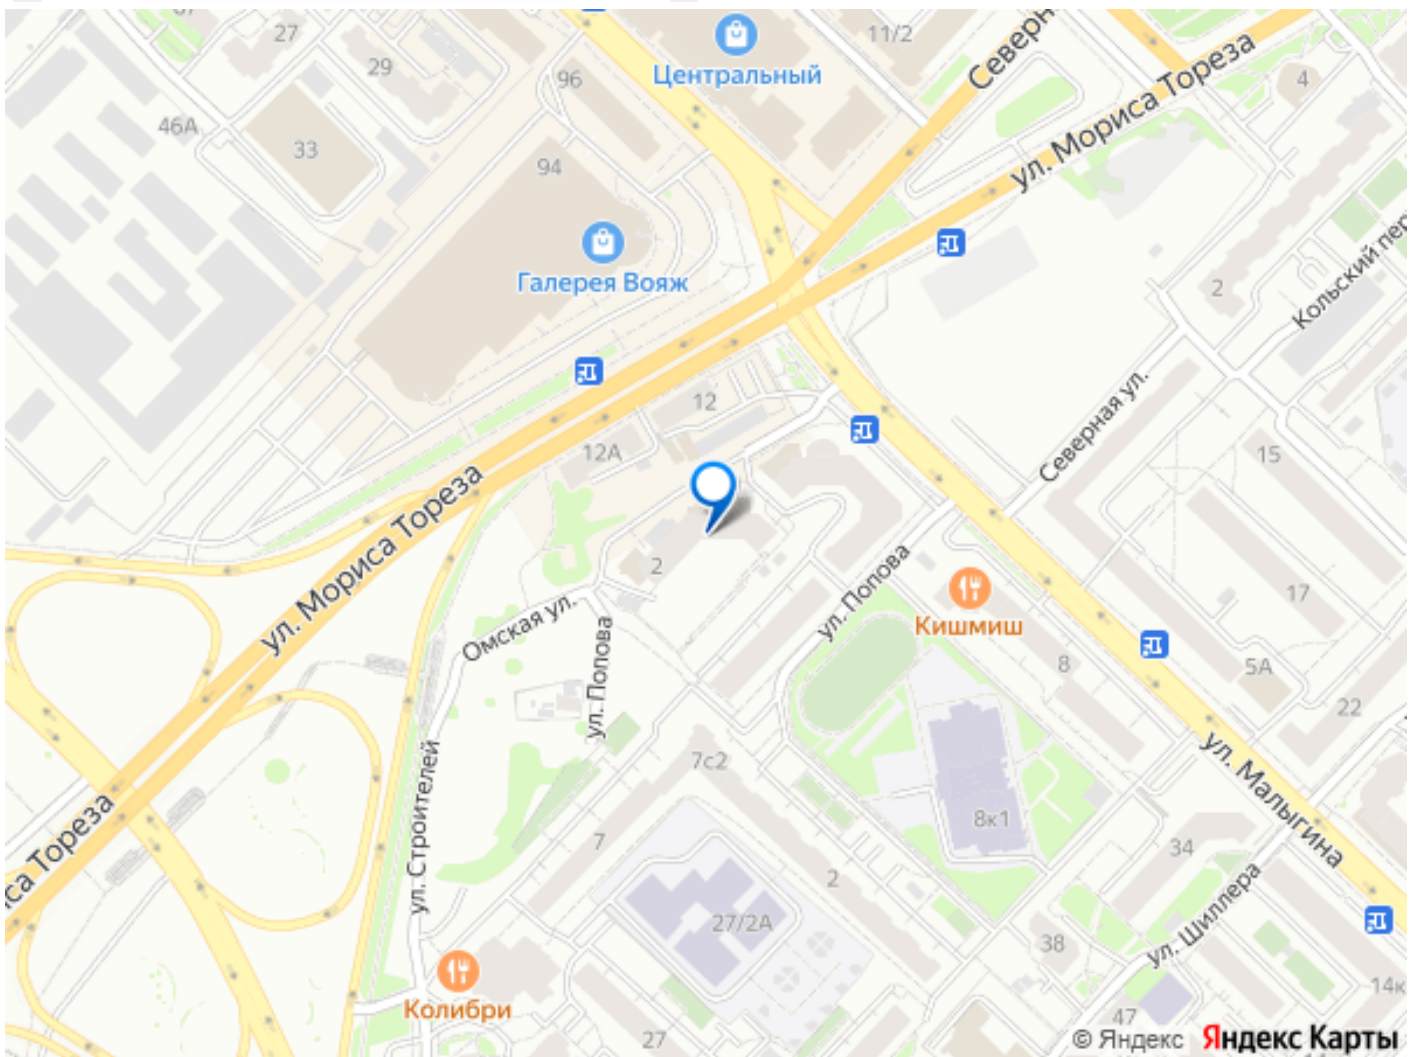 27
29
96
46А
33
94
Центральный
11/2
Северн
ул. Мориса Тореза
4
Галерея Вояж
2
Кольский пер
12
12А
Северная ул.
15
ул. Мориса Тореза
2
ул. Попова
17
Омская ул.
ул. Попова
Кишмиш
8
5А
22
7с2
ул. Малыгина
ул. Строителей
8к1
34
7
2
са Тореза
27/2А
ул. Шиллера
38
Колибри
14к
47
27
© Яндекс Яндекс Карты